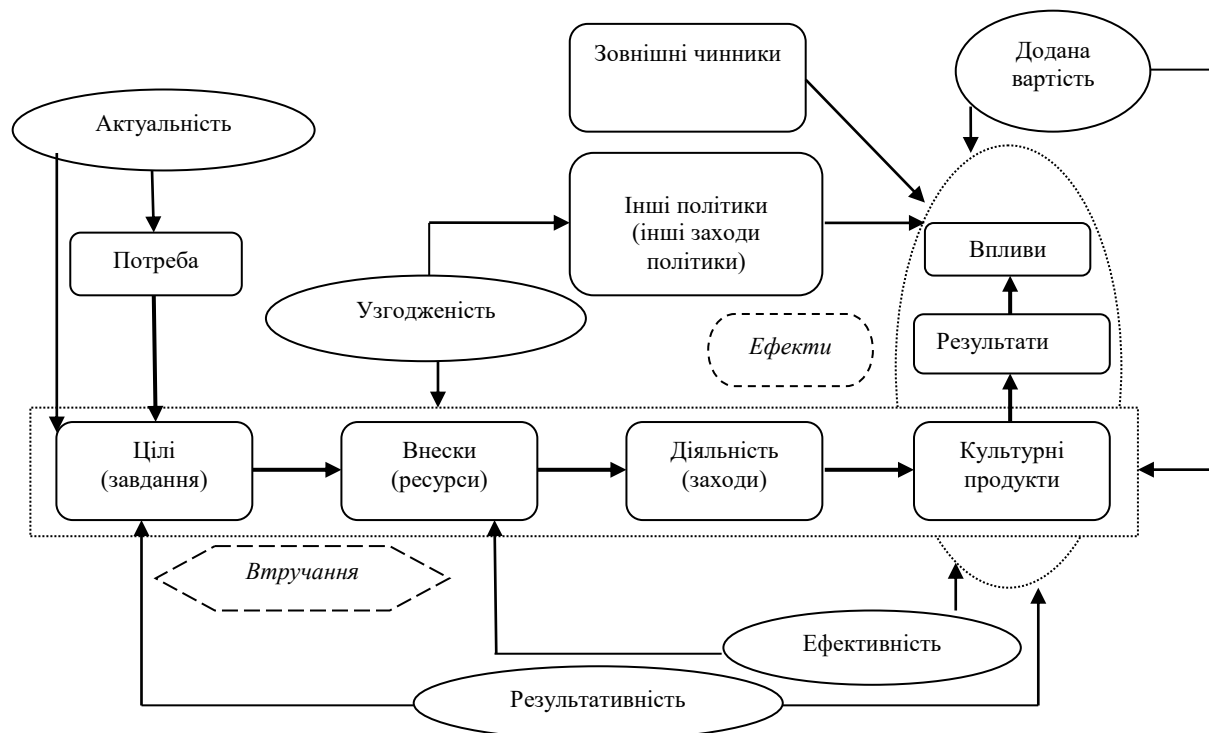 Зовнішні чинники
Додана
вартість
Актуальність
Інші політики
(інші заходи
політики)
Потреба
Впливи
Узгодженість
Ефекти
Результати
Цілі
(завдання)
Внески
(ресурси)
Діяльність
(заходи)
Культурні
продукти
Втручання
Ефективність
Результативність